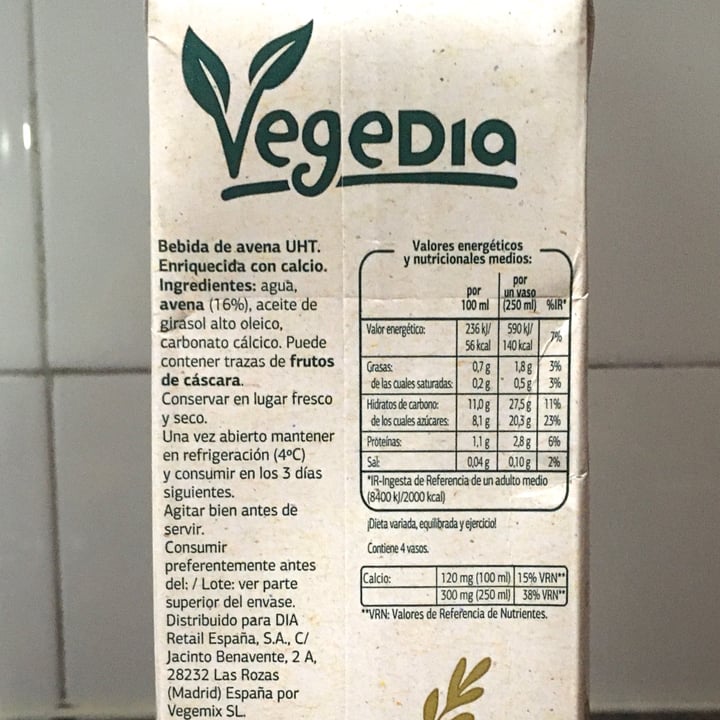 VegeDia
Bebida de avena UHT.
Enriquecida con calcio.
Ingredientes: agua,
avena (16%), aceite de
girasol alto oleico,
carbonato cálcico. Puede
contener trazas de frutos
de cáscara.
Conservar en lugar fresco
y seco.
Una vez abierto mantener
en refrigeración (4ºC)
y consumir en los 3 días
siguientes.
Agitar bien antes de
servir.
Consumir
preferentemente antes
del: / Lote: ver parte
superior del envase.
Distribuido para DIA
Retail España, S.A., C/
Jacinto Benavente, 2 A,
28232 Las Rozas
(Madrid) España por
Vegemix SL.
Valores energéticos
y nutricionales medios:
por 100 ml por un vaso (250 ml) %IR*
Valor energético: 236 kJ/ 56 kcal 590 kJ/ 140 kcal 7%
Grasas: 0,7 g 1,8 g 3%
de las cuales saturadas: 0,2 g 0,5 g 3%
Hidratos de carbono: 11,0 g 27,5 g 11%
de los cuales azúcares: 8,1 g 20,3 g 23%
Proteínas: 1,1 g 2,8 g 6%
Sal: 0,04 g 0,10 g 2%
*IR-Ingesta de Referencia de un adulto medio
(8400 kJ/2000 kcal)
¡Dieta variada, equilibrada y ejercicio!
Contiene 4 vasos.
Calcio: 120 mg (100 ml) 15% VRN**
300 mg (250 ml) 38% VRN**
**VRN: Valores de Referencia de Nutrientes.